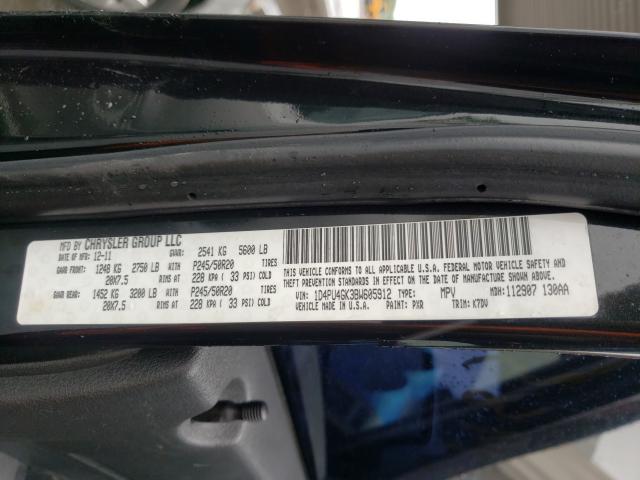 MFD BY CHRYSLER GROUP LLC
DATE OF MFR: 12-11 GVWR: 2541 KG 5600 LB
GAWR FRONT: 1248 KG 2750 LB WITH P245/50R20 TIRES
20X7.5 RIMS AT 228 KPA ( 33 PSI) COLD
GAWR REAR: 1452 KG 3200 LB WITH P245/50R20 TIRES
20X7.5 RIMS AT 228 KPA ( 33 PSI) COLD
THIS VEHICLE CONFORMS TO ALL APPLICABLE U.S.A. FEDERAL MOTOR VEHICLE SAFETY AND
THEFT PREVENTION STANDARDS IN EFFECT ON THE DATE OF MANUFACTURE SHOWN ABOVE
VIN: 1D4PU4GK3BW605912 TYPE: MPV MDH: 112907 130AA
VEHICLE MADE IN U.S.A. PAINT: PXR TRIM: K7DV